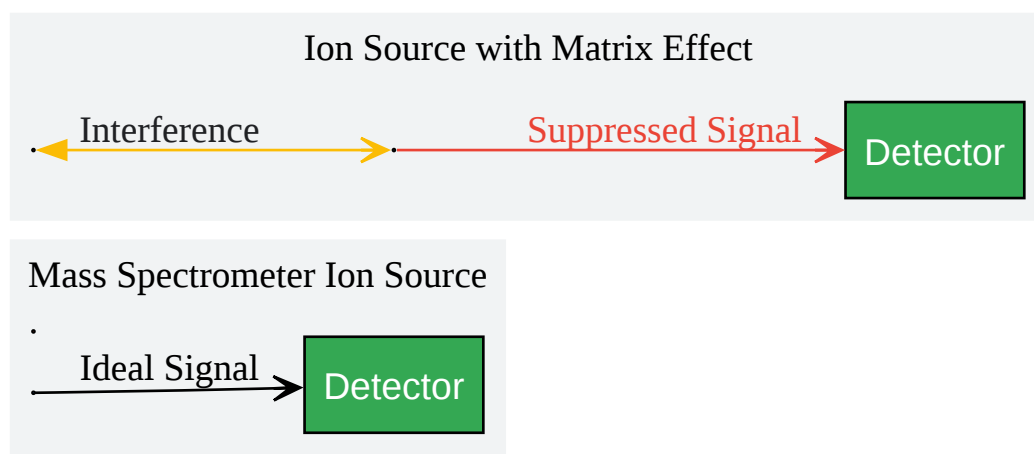 Ion Source with Matrix Effect
Interference
Suppressed Signal
Detector
Mass Spectrometer Ion Source
Ideal Signal
Detector